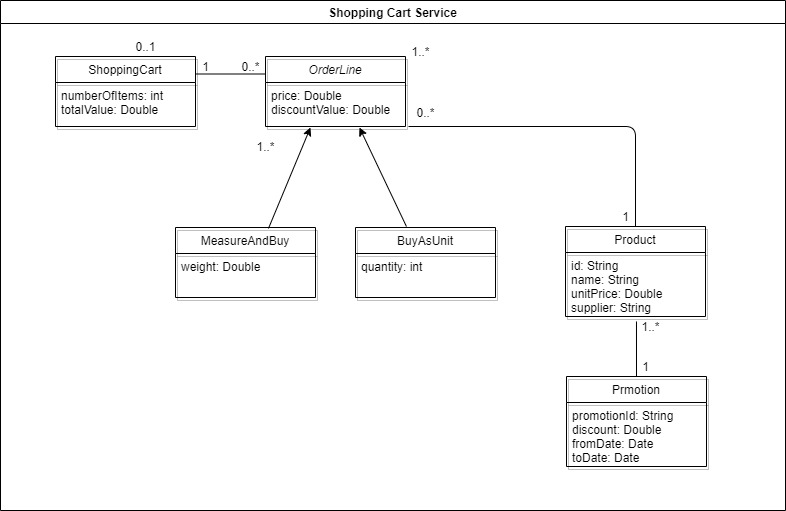 Shopping Cart Service
0..1
1..*
ShoppingCart
1
0..*
OrderLine
numberOfItems: int
totalValue: Double
price: Double
discountValue: Double
0..*
1..*
1
MeasureAndBuy
weight: Double
BuyAsUnit
quantity: int
Product
id: String
name: String
unitPrice: Double
supplier: String
1..*
1
Prmotion
promotionId: String
discount: Double
fromDate: Date
toDate: Date